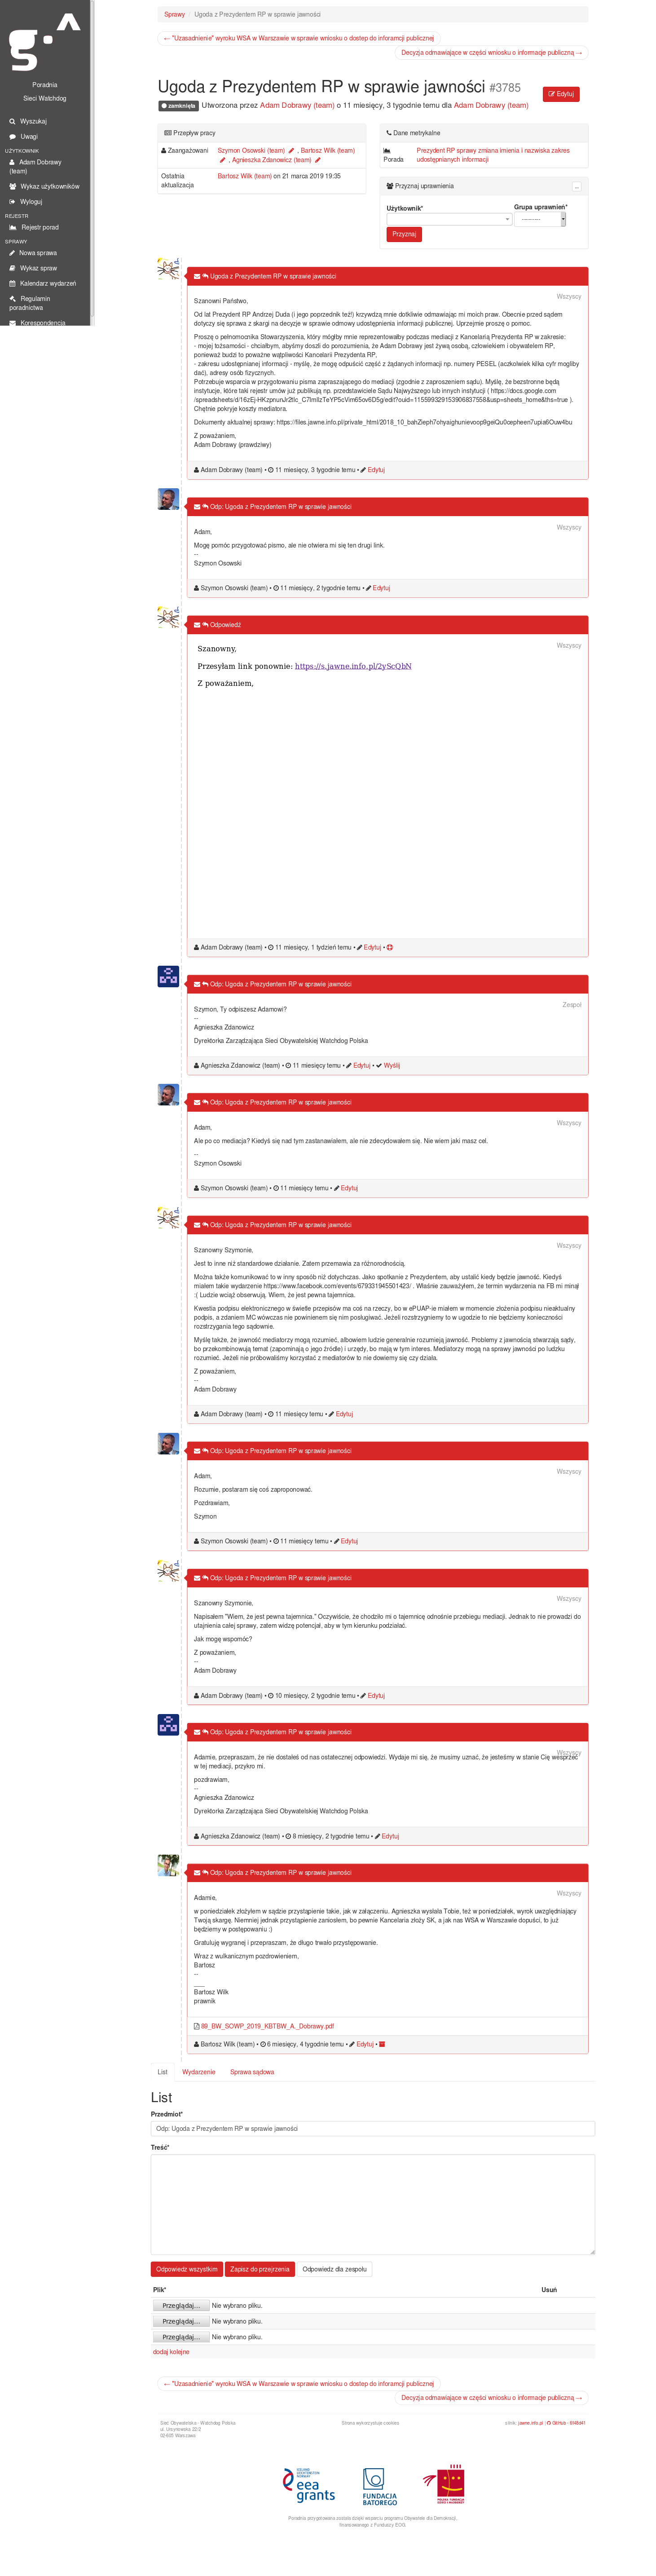 Poradnia
Sieci Watchdog
Wyszukaj
Uwagi
UŻYTKOWNIK
Adam Dobrawy
(team)
Wykaz użytkowników
Wyloguj
REJESTR
Rejestr porad
SPRAWY
Nowa sprawa
Wykaz spraw
Kalendarz wydarzeń
Regulamin
poradnictwa
Korespondencja
Sprawy / Ugoda z Prezydentem RP w sprawie jawności
← "Uzasadnienie" wyroku WSA w Warszawie w sprawie wniosku o dostep do inforamcji publicznej
Decyzja odmawiające w części wniosku o informacje publiczną →
Ugoda z Prezydentem RP w sprawie jawności #3785
Edytuj
zamknięta Utworzona przez Adam Dobrawy (team) o 11 miesięcy, 3 tygodnie temu dla Adam Dobrawy (team)
Przepływ pracy
Zaangażowani Szymon Osowski (team) , Bartosz Wilk (team)
, Agnieszka Zdanowicz (team)
Ostatnia
aktualizacja
Bartosz Wilk (team) on 21 marca 2019 19:35
Dane metrykalne
Porada
Prezydent RP sprawy zmiana imienia i nazwiska zakres
udostępnianych informacji
Przyznaj uprawnienia
...
Użytkownik*
Grupa uprawnień*
---------
Przyznaj
Ugoda z Prezydentem RP w sprawie jawności
Wszyscy
Szanowni Państwo,
Od lat Prezydent RP Andrzej Duda (i jego poprzednik też!) krzywdzą mnie dotkliwie odmawiając mi moich praw. Obecnie przed sądem
dotyczy się sprawa z skargi na decyzje w sprawie odmowy udostępnienia informacji publicznej. Uprzejmie proszę o pomoc.
Proszę o pełnomocnika Stowarzyszenia, który mógłby mnie reprezentowałby podczas mediacji z Kancelarią Prezydenta RP w zakresie:
- mojej tożsamości - chciałbym, abyśmy doszli do porozumienia, że Adam Dobrawy jest żywą osobą, człowiekiem i obywatelem RP,
ponieważ budzi to poważne wątpliwości Kancelarii Prezydenta RP,
- zakresu udostępnianej informacji - myślę, że mogę odpuścić część z żądanych informacji np. numery PESEL (aczkolwiek kilka cyfr mogliby
dać), adresy osób fizycznych.
Potrzebuje wsparcia w przygotowaniu pisma zapraszającego do mediacji (zgodnie z zaproszeniem sądu). Myślę, że bezstronne będą
instytucje, które taki rejestr umów już publikują np. przedstawiciele Sądu Najwyższego lub innych instytucji ( https://docs.google.com
/spreadsheets/d/16zEj-HKzpnurJr2tlc_C7lmilzTeYP5cVim65ov6D5g/edit?ouid=115599329153906837558&usp=sheets_home&ths=true ).
Chętnie pokryje koszty mediatora.
Dokumenty aktualnej sprawy: https://files.jawne.info.pl/private_html/2018_10_bahZieph7ohyaighunievoop9geiQu0cepheen7upia6Ouw4bu
Z poważaniem,
Adam Dobrawy (prawdziwy)
Adam Dobrawy (team) • 11 miesięcy, 3 tygodnie temu • Edytuj
Odp: Ugoda z Prezydentem RP w sprawie jawności
Wszyscy
Adam,
Mogę pomóc przygotować pismo, ale nie otwiera mi się ten drugi link.
--
Szymon Osowski
Szymon Osowski (team) • 11 miesięcy, 2 tygodnie temu • Edytuj
Odpowiedź
Wszyscy
Szanowny,
Przesyłam link ponownie: https://s.jawne.info.pl/2yScQbN
Z poważaniem,
Adam Dobrawy (team) • 11 miesięcy, 1 tydzień temu • Edytuj •
Odp: Ugoda z Prezydentem RP w sprawie jawności
Zespół
Szymon, Ty odpiszesz Adamowi?
--
Agnieszka Zdanowicz
Dyrektorka Zarządzająca Sieci Obywatelskiej Watchdog Polska
Agnieszka Zdanowicz (team) • 11 miesięcy temu • Edytuj • Wyślij
Odp: Ugoda z Prezydentem RP w sprawie jawności
Wszyscy
Adam,
Ale po co mediacja? Kiedyś się nad tym zastanawiałem, ale nie zdecydowałem się. Nie wiem jaki masz cel.
--
Szymon Osowski
Szymon Osowski (team) • 11 miesięcy temu • Edytuj
Odp: Ugoda z Prezydentem RP w sprawie jawności
Wszyscy
Szanowny Szymonie,
Jest to inne niż standardowe działanie. Zatem przemawia za różnorodnością.
Można także komunikować to w inny sposób niż dotychczas. Jako spotkanie z Prezydentem, aby ustalić kiedy będzie jawność. Kiedyś
miałem takie wydarzenie https://www.facebook.com/events/679331945501423/ . Właśnie zauważyłem, że termin wydarzenia na FB mi minął
:( Ludzie wciąż obserwują. Wiem, że jest pewna tajemnica.
Kwestia podpisu elektronicznego w świetle przepisów ma coś na rzeczy, bo w ePUAP-ie miałem w momencie złożenia podpisu nieaktualny
podpis, a zdaniem MC wówczas nie powinienem się nim posługiwać. Jeżeli rozstrzygniemy to w ugodzie to nie będziemy konieczności
rozstrzygania tego sądownie.
Myślę także, że jawność mediatorzy mogą rozumieć, albowiem ludzie generalnie rozumieją jawność. Problemy z jawnością stwarzają sądy,
bo przekombinowują temat (zapominają o jego źródłe) i urzędy, bo mają w tym interes. Mediatorzy mogą na sprawy jawności po ludzku
rozumieć. Jeżeli nie próbowaliśmy korzystać z mediatorów to nie dowiemy się czy działa.
Z poważaniem,
--
Adam Dobrawy
Adam Dobrawy (team) • 11 miesięcy temu • Edytuj
Odp: Ugoda z Prezydentem RP w sprawie jawności
Wszyscy
Adam,
Rozumie, postaram się coś zaproponować.
Pozdrawiam,
Szymon
Szymon Osowski (team) • 11 miesięcy temu • Edytuj
Odp: Ugoda z Prezydentem RP w sprawie jawności
Wszyscy
Szanowny Szymonie,
Napisałem "Wiem, że jest pewna tajemnica." Oczywiście, że chodziło mi o tajemnicę odnośnie przebiegu mediacji. Jednak to nie prowadzi do
utajnienia całej sprawy, zatem widzę potencjał, aby w tym kierunku podziałać.
Jak mogę wspomóc?
Z poważaniem,
--
Adam Dobrawy
Adam Dobrawy (team) • 10 miesięcy, 2 tygodnie temu • Edytuj
Odp: Ugoda z Prezydentem RP w sprawie jawności
Wszyscy
Adamie, przepraszam, że nie dostałeś od nas ostatecznej odpowiedzi. Wydaje mi się, że musimy uznać, że jesteśmy w stanie Cię wesprzeć
w tej mediacji, przykro mi.
pozdrawiam,
--
Agnieszka Zdanowicz
Dyrektorka Zarządzająca Sieci Obywatelskiej Watchdog Polska
Agnieszka Zdanowicz (team) • 8 miesięcy, 2 tygodnie temu • Edytuj
Odp: Ugoda z Prezydentem RP w sprawie jawności
Wszyscy
Adamie,
w poniedziałek złożyłem w sądzie przystąpienie takie, jak w załączeniu. Agnieszka wysłała Tobie, też w poniedziałek, wyrok uwzględniający
Twoją skargę. Niemniej jednak przystąpienie zaniosłem, bo pewnie Kancelaria złoży SK, a jak nas WSA w Warszawie dopuści, to już
będziemy w postępowaniu :)
Gratuluję wygranej i przepraszam, że długo trwało przystępowanie.
Wraz z wulkanicznym pozdrowieniem,
Bartosz
--
___
Bartosz Wilk
prawnik
89_BW_SOWP_2019_KBTBW_A._Dobrawy.pdf
Bartosz Wilk (team) • 6 miesięcy, 4 tygodnie temu • Edytuj •
List Wydarzenie Sprawa sądowa
List
Przedmiot*
Odp: Ugoda z Prezydentem RP w sprawie jawności
Treść*
Odpowiedz wszystkim Zapisz do przejrzenia Odpowiedz dla zespołu
Plik* Usuń
Przeglądaj... Nie wybrano pliku.
Przeglądaj... Nie wybrano pliku.
Przeglądaj... Nie wybrano pliku.
dodaj kolejne
← "Uzasadnienie" wyroku WSA w Warszawie w sprawie wniosku o dostep do inforamcji publicznej
Decyzja odmawiające w części wniosku o informacje publiczną →
Sieć Obywatelska - Watchdog Polska
ul. Ursynowska 22/2
02-605 Warszawa
Strona wykorzystuje cookies
silnik: jawne.info.pl
eea
grants
FUNDACJA
BATOREGO
Poradnia przygotowana została dzięki wsparciu programu Obywatele dla Demokracji,
finansowanego z Funduszy EOG.